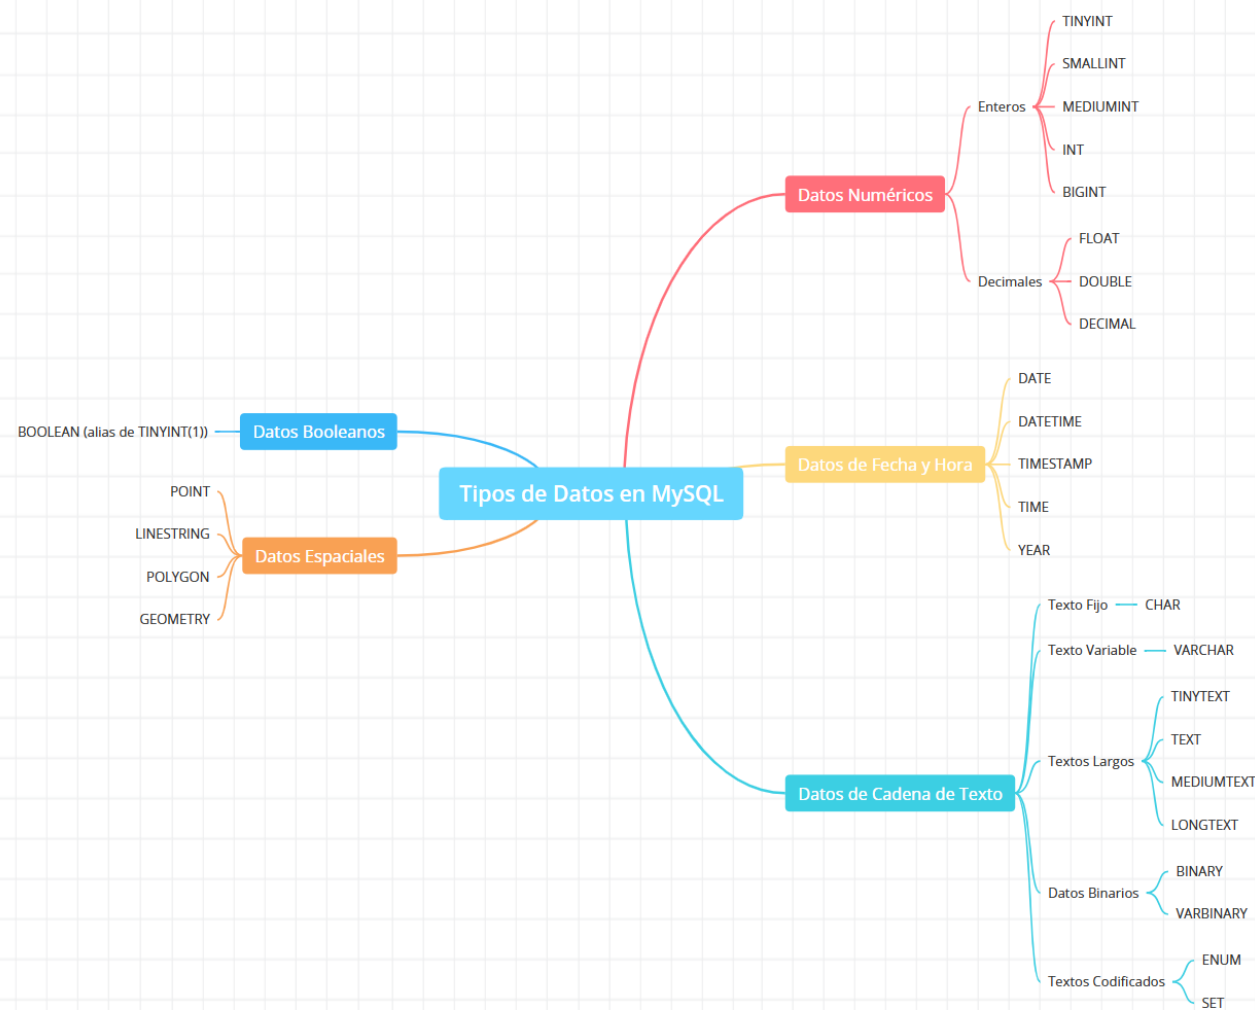 Tipos de Datos en MySQL
Datos Numéricos
Enteros
TINYINT
SMALLINT
MEDIUMINT
INT
BIGINT
Decimales
FLOAT
DOUBLE
DECIMAL
Datos de Fecha y Hora
DATE
DATETIME
TIMESTAMP
TIME
YEAR
Datos de Cadena de Texto
Texto Fijo
CHAR
Texto Variable
VARCHAR
Textos Largos
TINYTEXT
TEXT
MEDIUMTEXT
LONGTEXT
Datos Binarios
BINARY
VARBINARY
Textos Codificados
ENUM
SET
Datos Booleanos
BOOLEAN (alias de TINYINT(1))
Datos Espaciales
POINT
LINESTRING
POLYGON
GEOMETRY